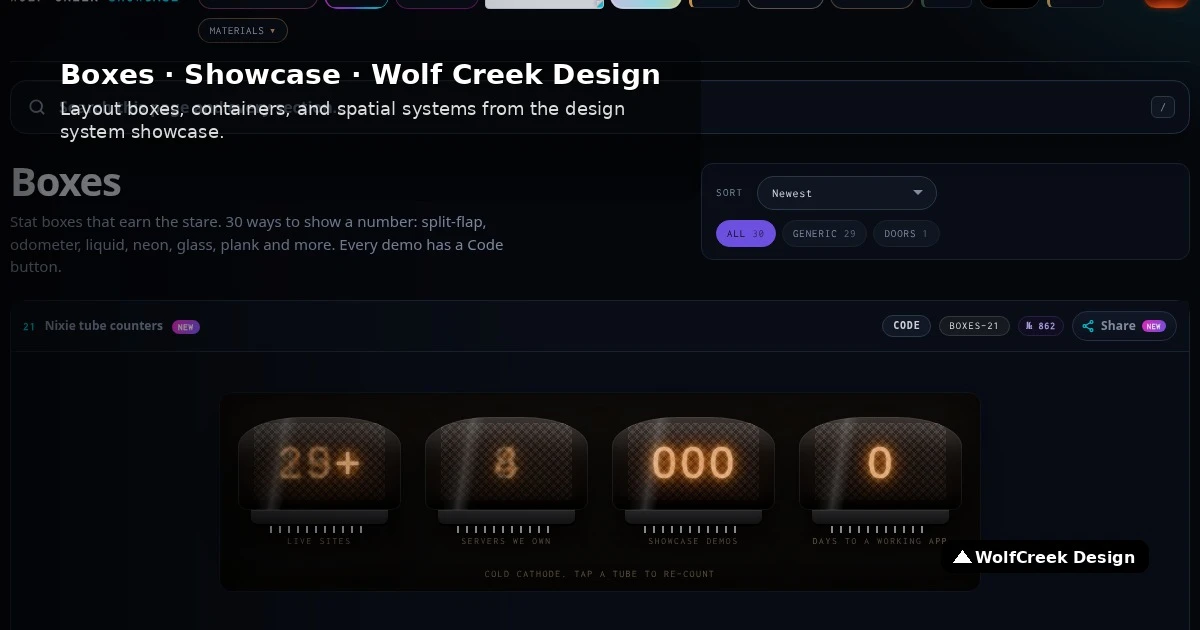 MATERIALS ▾
Boxes · Showcase · Wolf Creek Design
Layout boxes, containers, and spatial systems from the design
system showcase.
/
Boxes
Stat boxes that earn the stare. 30 ways to show a number: split-flap,
odometer, liquid, neon, glass, plank and more. Every demo has a Code
button.
SORT
Newest
ALL 30
GENERIC 29
DOORS 1
21 Nixie tube counters NEW
CODE
BOXES-21
№ 862
Share NEW
000
0
LIVE SITES
SERVERS WE OWN
SHOWCASE DEMOS
DAYS TO A WORKING APP
COLD CATHODE. TAP A TUBE TO RE-COUNT
WolfCreek Design